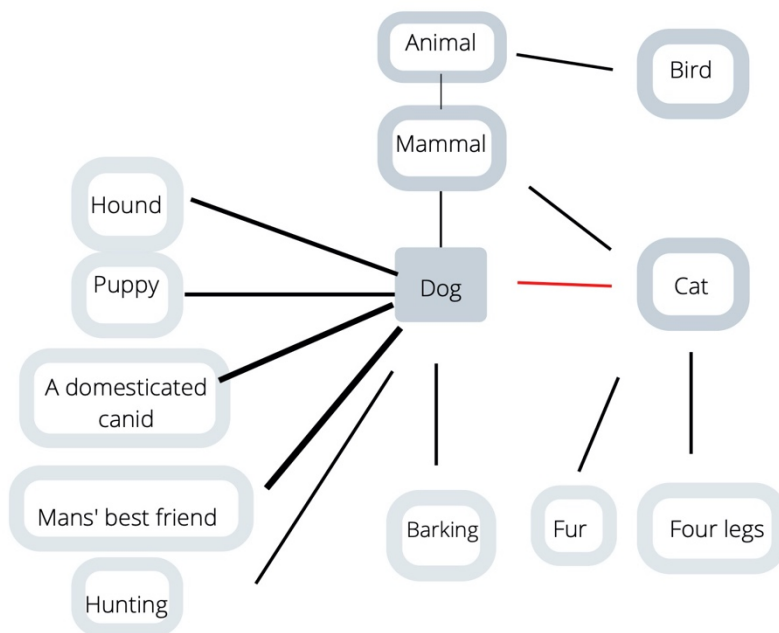 Animal
Bird
Mammal
Hound
Puppy
Dog
Cat
A domesticated
canid
Mans' best friend
Barking
Fur
Four legs
Hunting